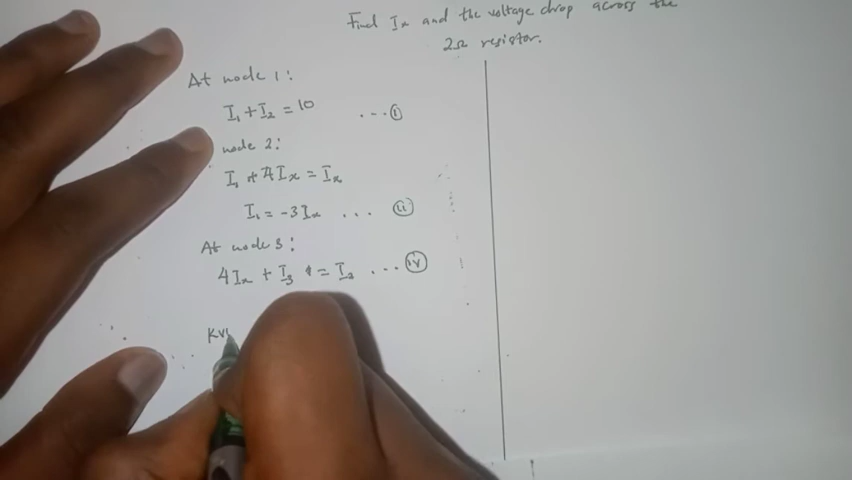 Find Ix and the voltage drop across the
2Ω resistor.
At node 1:
I₁ + I₂ = 10 ... (i)
node 2:
I₁ + 4Ix = Ix
I₁ = -3Ix ... (ii)
At node 3:
4Ix + I₃ = I₂ ... (iv)
KVL